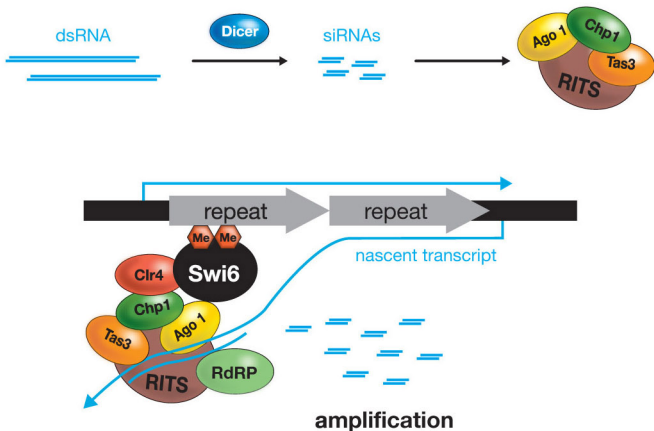 dsRNA
Dicer
siRNAs
Ago 1
Chp1
Tas3
RITS
repeat
repeat
Me
Me
nascent transcript
Swi6
Clr4
Chp1
Ago 1
Tas3
RITS
RdRP
amplification